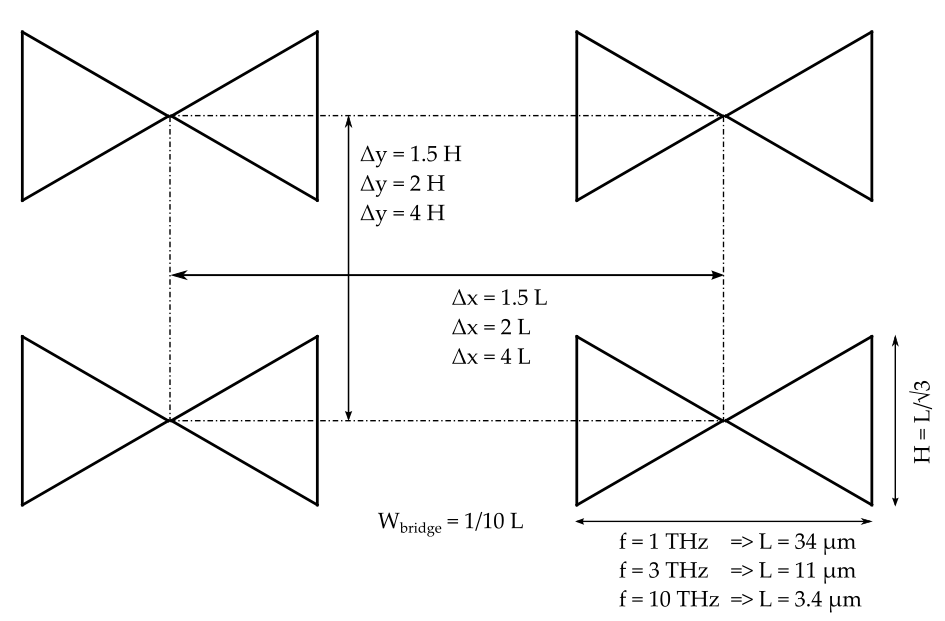 Δy = 1.5 H
Δy = 2 H
Δy = 4 H
Δx = 1.5 L
Δx = 2 L
Δx = 4 L
H = L/√3
W_bridge = 1/10 L
f = 1 THz => L = 34 µm
f = 3 THz => L = 11 µm
f = 10 THz => L = 3.4 µm